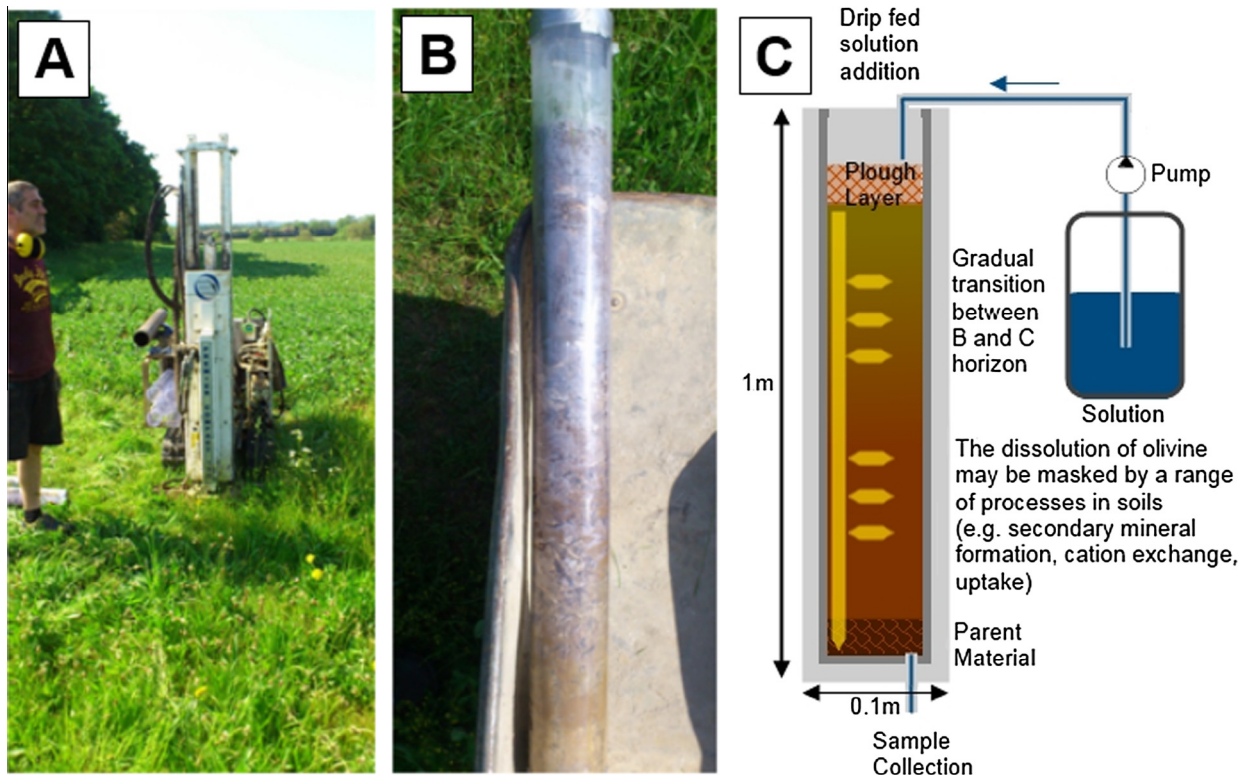 A
B
C
Drip fed
solution
addition
Pump
Plough
Layer
Gradual
transition
between
B and C
horizon
1m
Solution
The dissolution of olivine
may be masked by a range
of processes in soils
(e.g. secondary mineral
formation, cation exchange,
uptake)
Parent
Material
0.1m
Sample
Collection